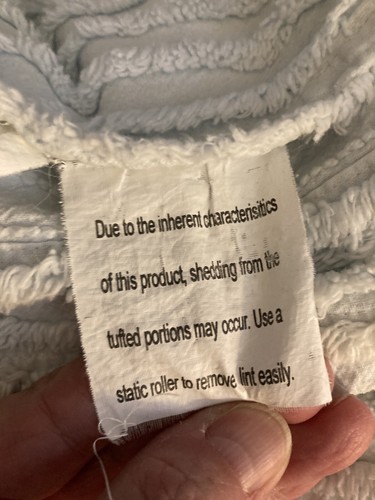 Due to the inherent characterisitics
of this product, shedding from the
tufted portions may occur. Use a
static roller to remove lint easily.